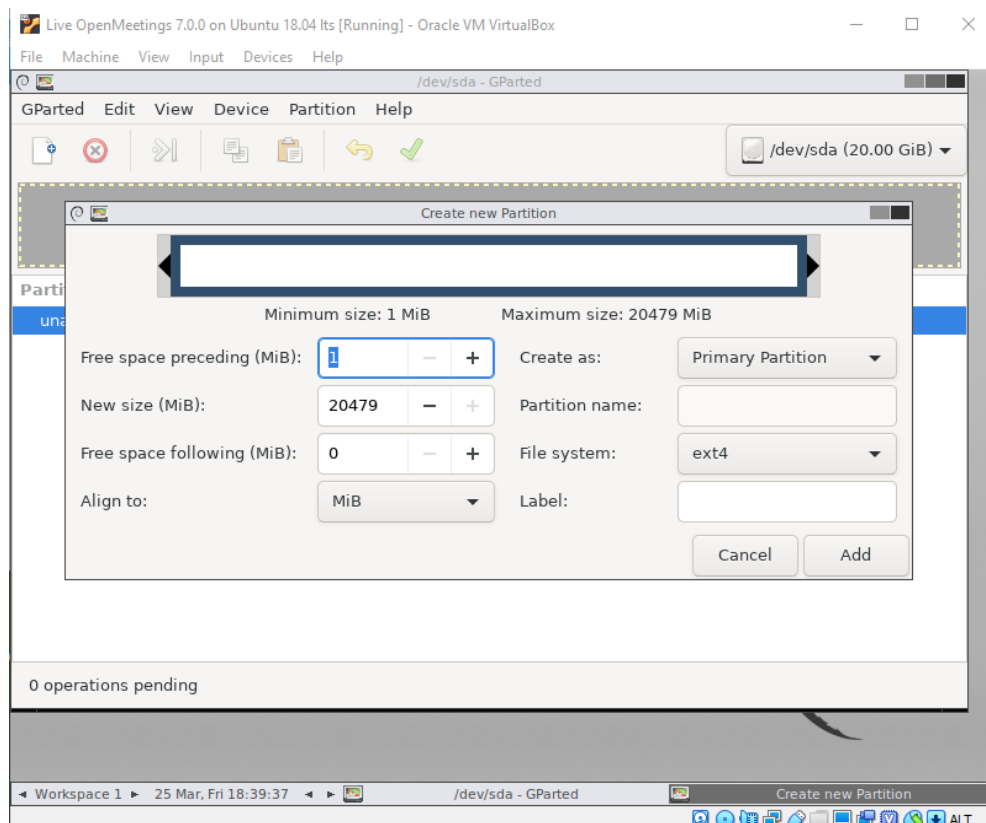 Live OpenMeetings 7.0.0 on Ubuntu 18.04 lts [Running] - Oracle VM VirtualBox
File Machine View Input Devices Help
/dev/sda - GParted
GParted Edit View Device Partition Help
/dev/sda (20.00 GiB)
Create new Partition
Parti
una
Minimum size: 1 MiB Maximum size: 20479 MiB
Free space preceding (MiB): 1 Create as: Primary Partition
New size (MiB): 20479 Partition name:
Free space following (MiB): 0 File system: ext4
Align to: MiB Label:
Cancel Add
0 operations pending
Workspace 1 25 Mar, Fri 18:39:37 /dev/sda - GParted Create new Partition
ALT